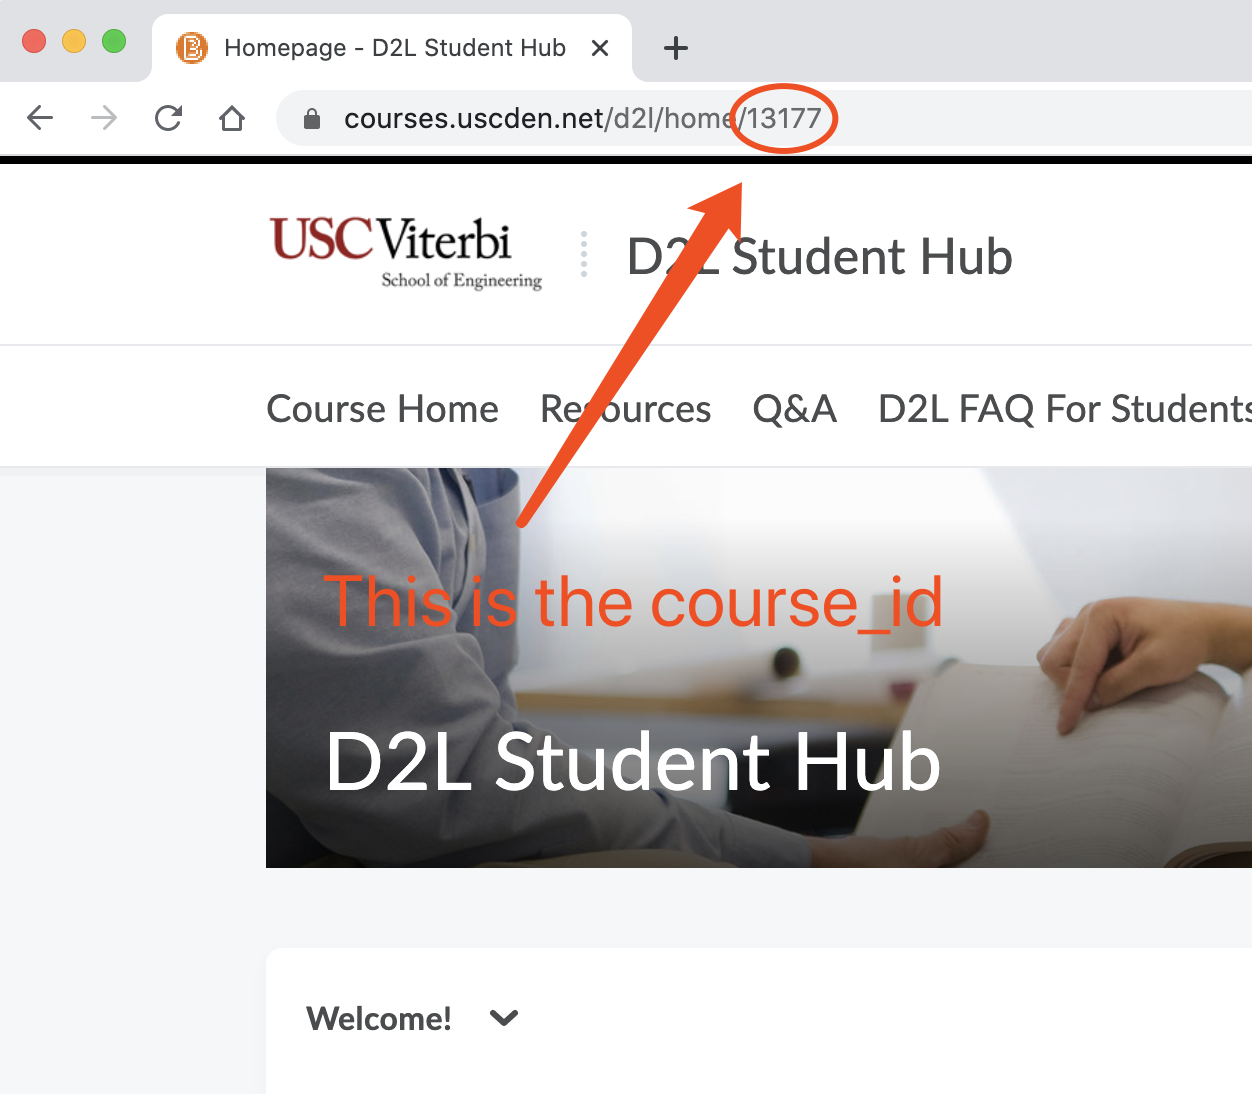 Homepage - D2L Student Hub
courses.uscden.net/d2l/home/13177
USC Viterbi
School of Engineering
D2L Student Hub
Course Home Resources Q&A D2L FAQ For Students
This is the course_id
D2L Student Hub
Welcome!